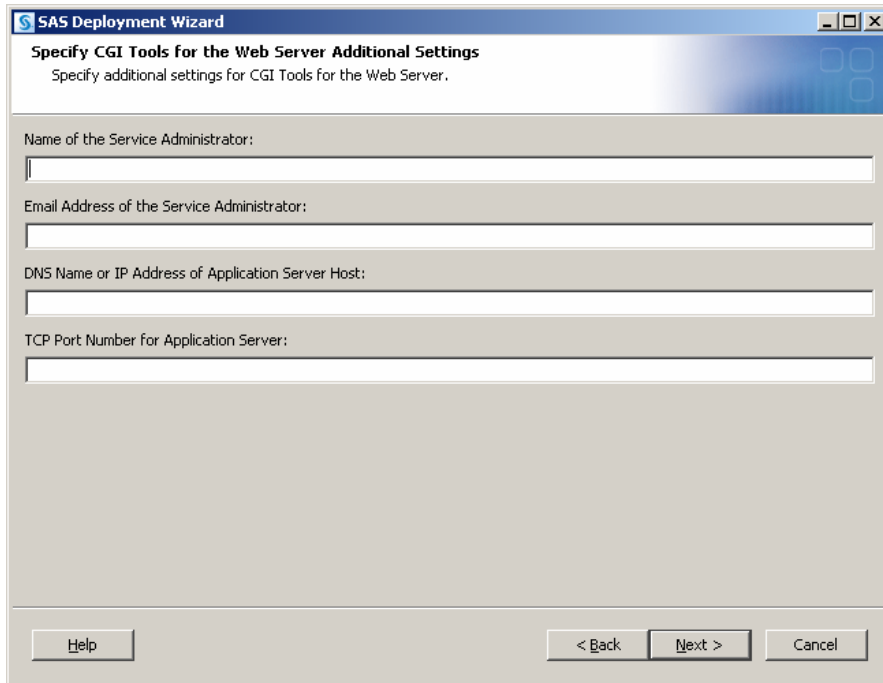 SAS Deployment Wizard
Specify CGI Tools for the Web Server Additional Settings
Specify additional settings for CGI Tools for the Web Server.
Name of the Service Administrator:
Email Address of the Service Administrator:
DNS Name or IP Address of Application Server Host:
TCP Port Number for Application Server:
Help < Back Next > Cancel